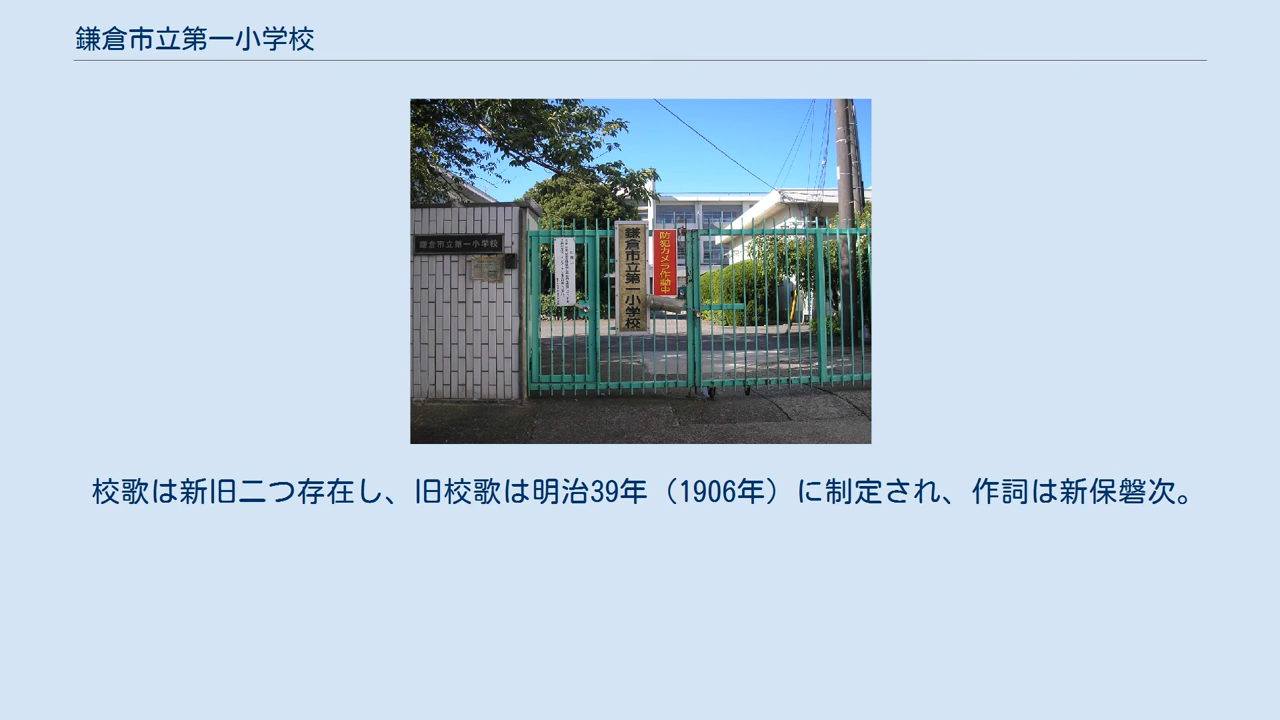 鎌倉市立第一小学校
鎌倉市立第一小学校
鎌倉市立第一小学校
防犯カメラ作動中
校歌は新旧二つ存在し、旧校歌は明治39年（1906年）に制定され、作詞は新保磐次。